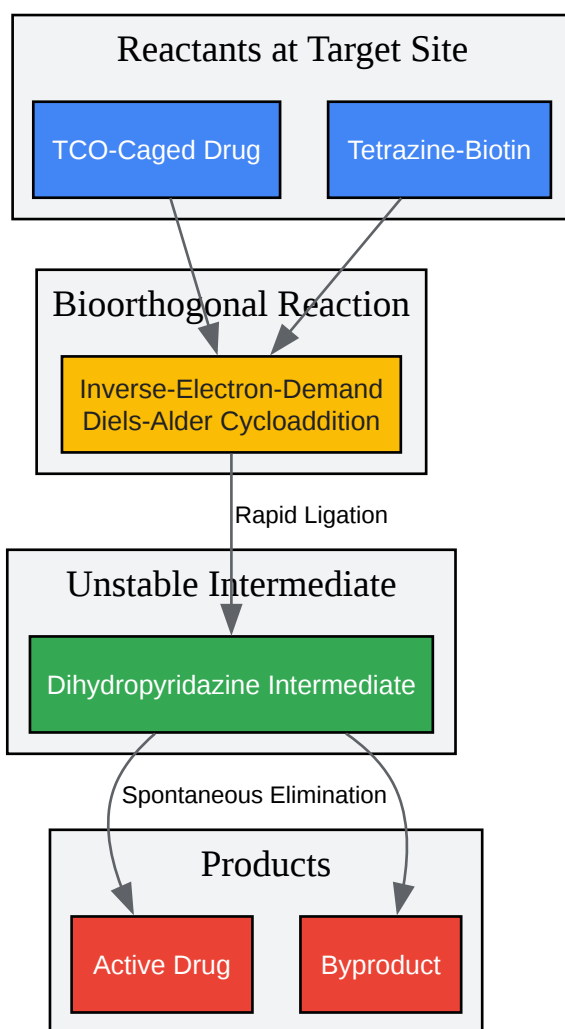 Reactants at Target Site
TCO-Caged Drug
Tetrazine-Biotin
Bioorthogonal Reaction
Inverse-Electron-Demand
Diels-Alder Cycloaddition
Rapid Ligation
Unstable Intermediate
Dihydropyridazine Intermediate
Spontaneous Elimination
Products
Active Drug
Byproduct